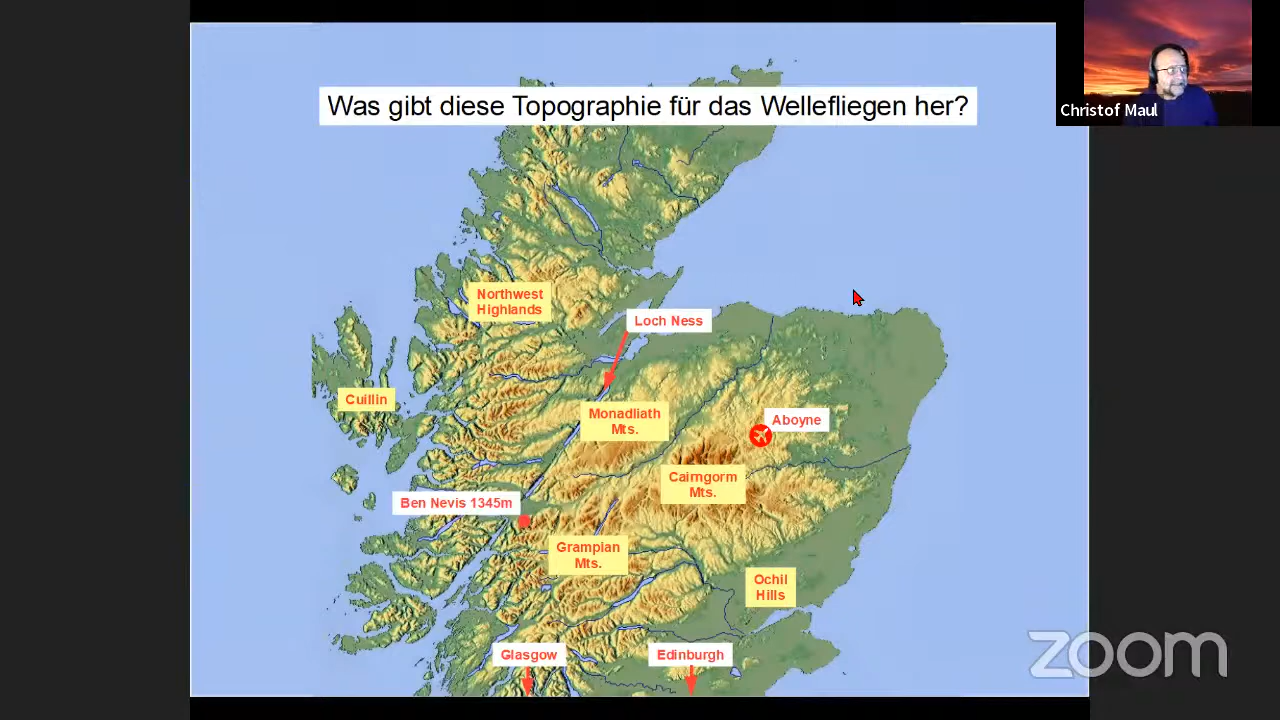 Was gibt diese Topographie für das Wellefliegen her?
Christof Maul
Northwest
Highlands
Loch Ness
Cuillin
Monadliath
Mts.
Aboyne
Cairngorm
Mts.
Ben Nevis 1345m
Grampian
Mts.
Ochil
Hills
Glasgow
Edinburgh
zoom